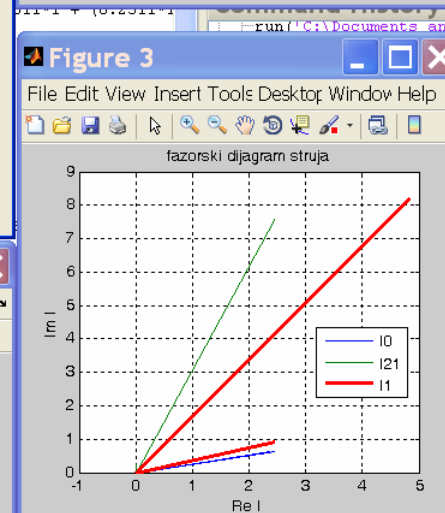 Command History
run('C:\Documents an
Figure 3
File Edit View Insert Tools Desktop Window Help
fazorski dijagram struja
9
8
7
6
5
4
3
2
1
0
Im I
I0
I21
I1
-1 0 1 2 3 4 5
Re I